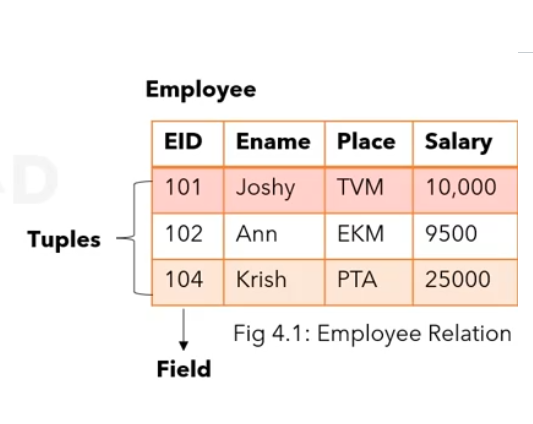 Employee
EID Ename Place Salary
101 Joshy TVM 10,000
Tuples
102 Ann EKM 9500
104 Krish PTA 25000
Fig 4.1: Employee Relation
Field